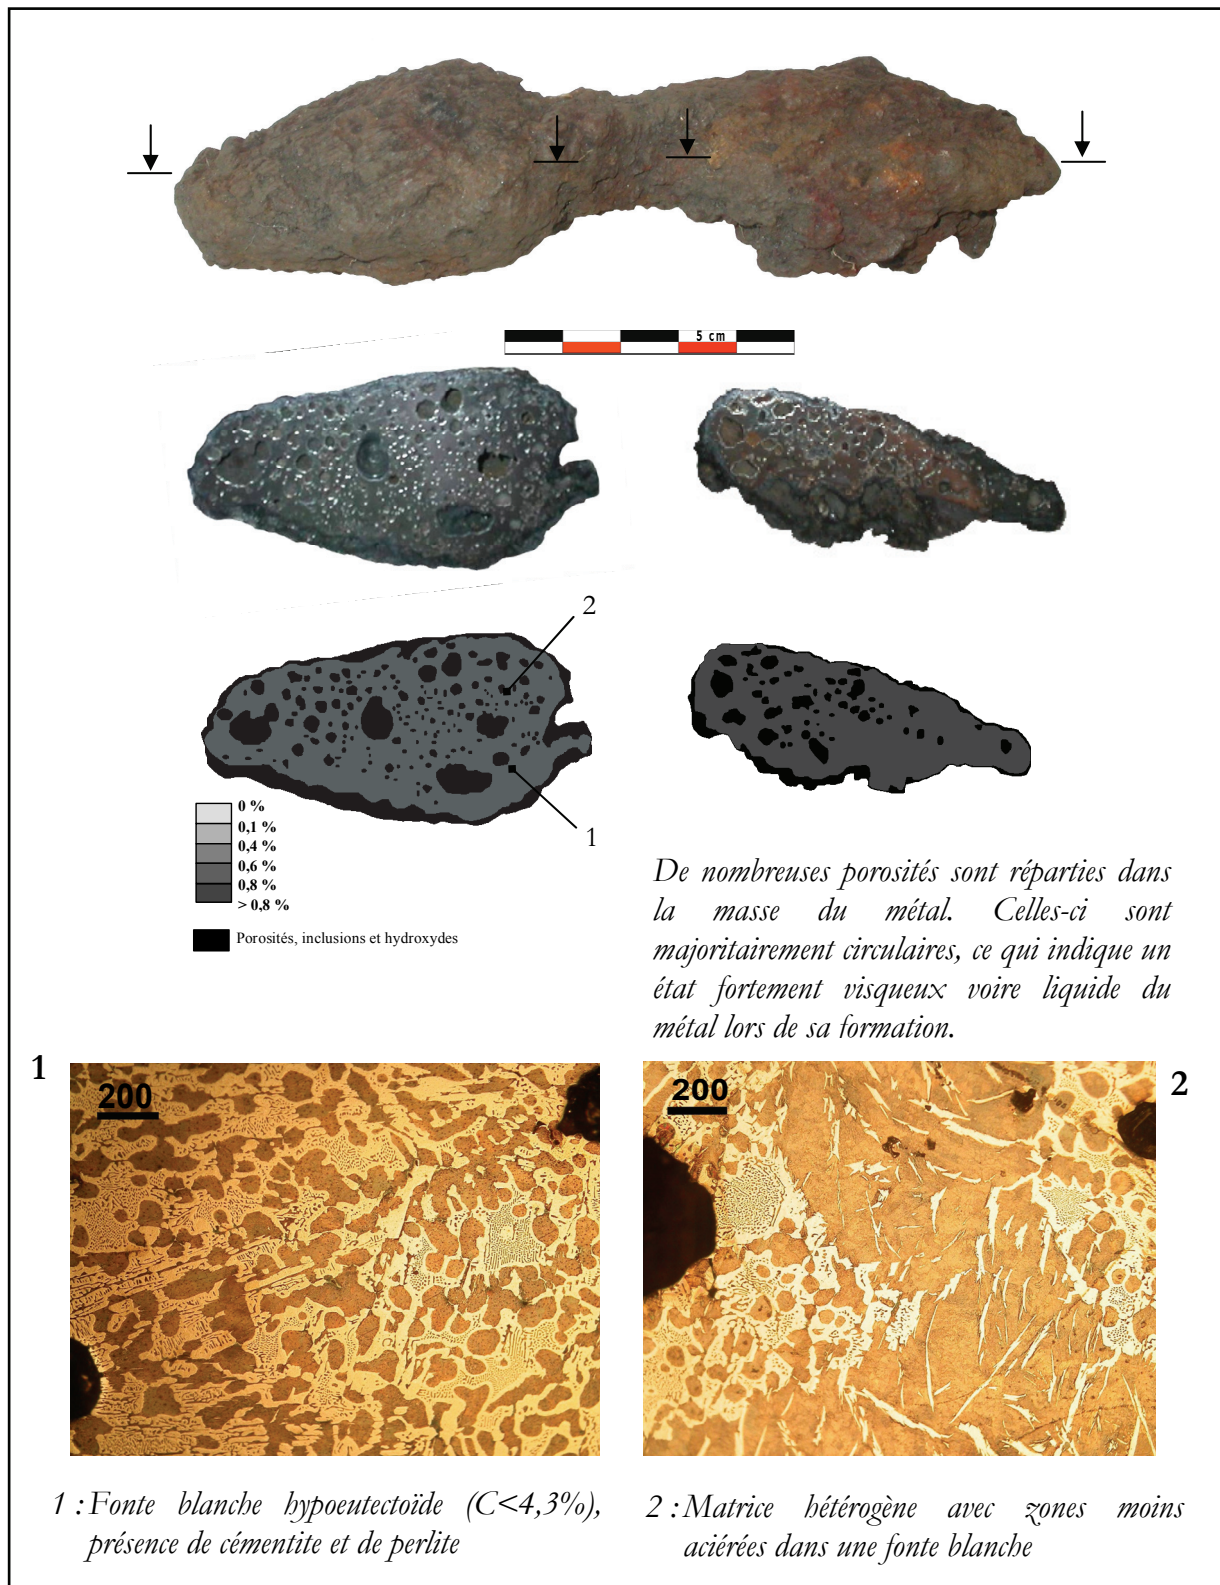 5 cm
2
1
0 %
0,1 %
0,4 %
0,6 %
0,8 %
> 0,8 %
Porosités, inclusions et hydroxydes
De nombreuses porosités sont réparties dans
la masse du métal. Celles-ci sont
majoritairement circulaires, ce qui indique un
état fortement visqueux voire liquide du
métal lors de sa formation.
1
200
200
2
1 : Fonte blanche hypoeutectoïde (C<4,3%),
présence de cémentite et de perlite
2 : Matrice hétérogène avec zones moins
aciérées dans une fonte blanche